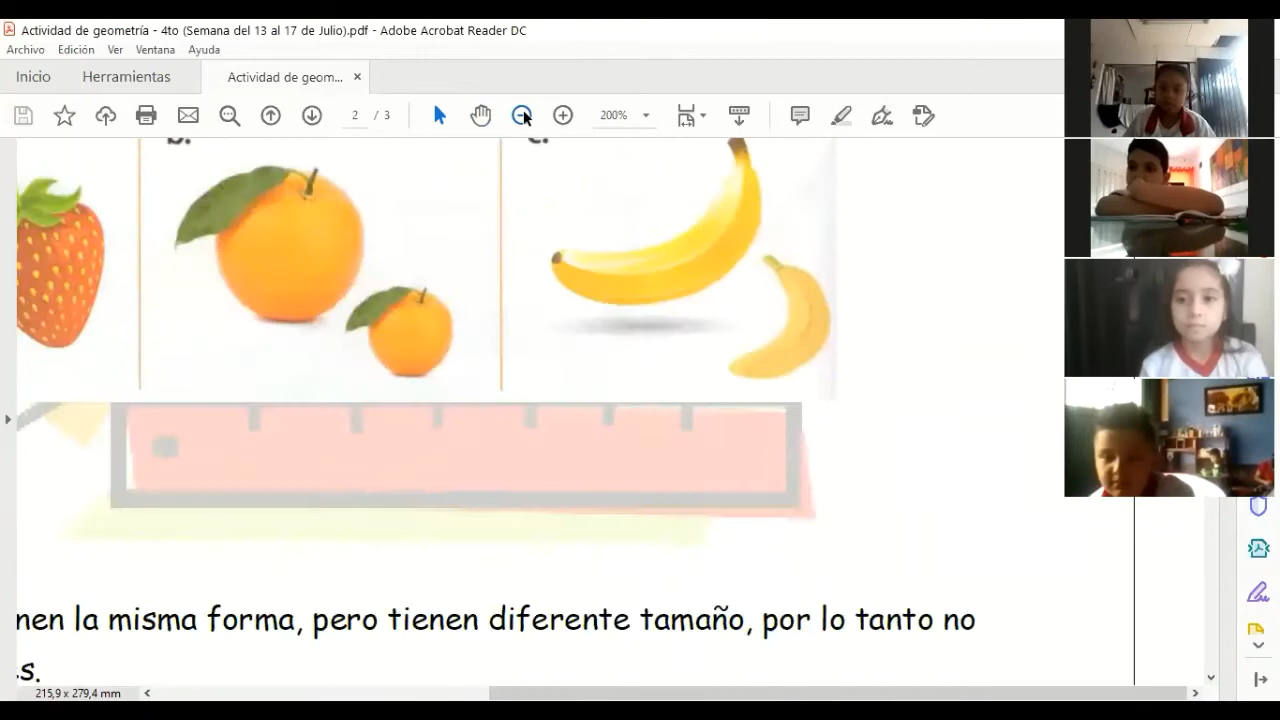 Actividad de geometría - 4to (Semana del 13 al 17 de Julio).pdf - Adobe Acrobat Reader DC
Archivo Edición Ver Ventana Ayuda
Inicio Herramientas Actividad de geom... ×
2 / 3 200%
b. c.
nen la misma forma, pero tienen diferente tamaño, por lo tanto no
s.
215,9 x 279,4 mm